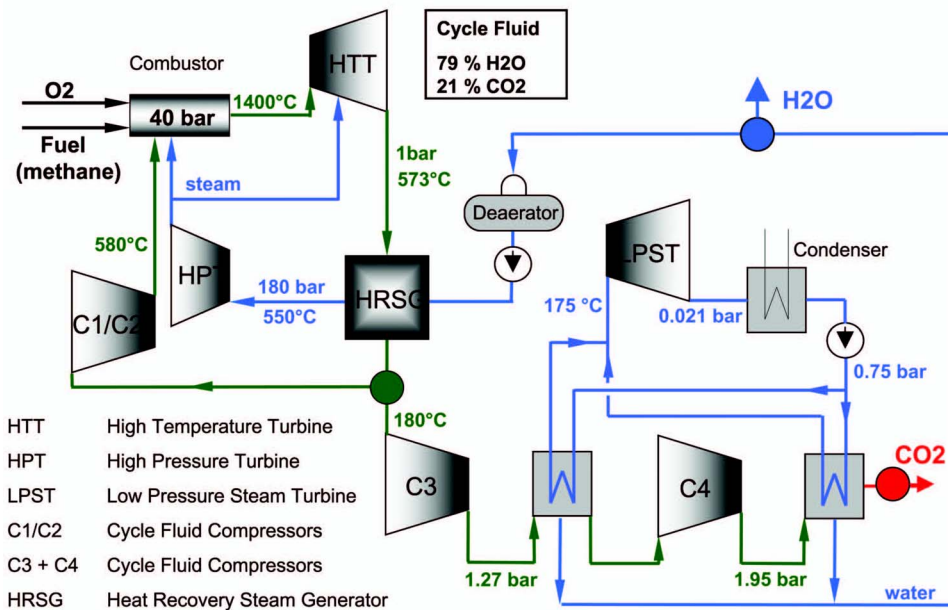 Cycle Fluid
79 % H2O
21 % CO2
Combustor
HTT
O2
1400°C
40 bar
H2O
Fuel
(methane)
1bar
573°C
steam
Deaerator
580°C
LPST
Condenser
HPT
180 bar
550°C
HRSG
175 °C
0.021 bar
C1/C2
0.75 bar
180°C
HTT High Temperature Turbine
HPT High Pressure Turbine
LPST Low Pressure Steam Turbine
C1/C2 Cycle Fluid Compressors
C3 + C4 Cycle Fluid Compressors
HRSG Heat Recovery Steam Generator
C3
C4
CO2
1.27 bar
1.95 bar
water